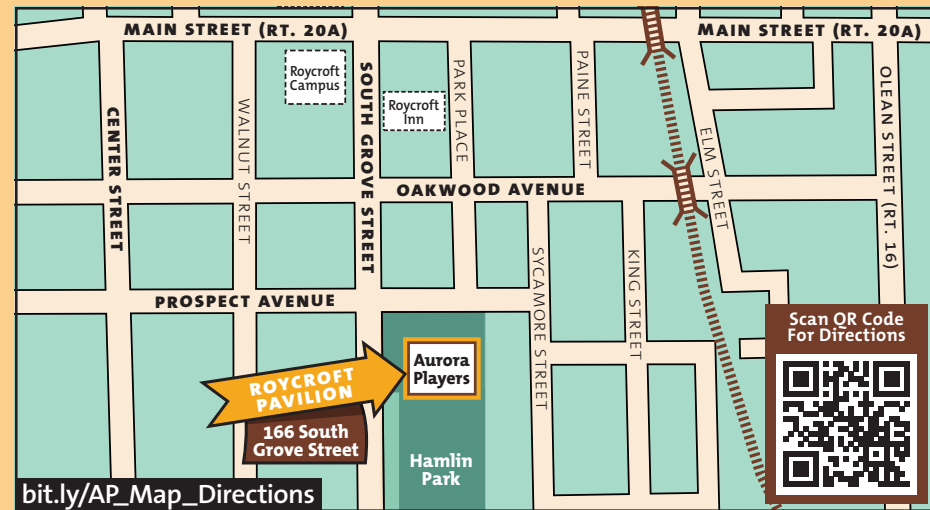 MAIN STREET (RT. 20A)
MAIN STREET (RT. 20A)
Roycroft
Campus
Roycroft
Inn
CENTER STREET
WALNUT STREET
SOUTH GROVE STREET
PARK PLACE
PAINE STREET
ELM STREET
OLEAN STREET (RT. 16)
OAKWOOD AVENUE
SYCAMORE STREET
KING STREET
PROSPECT AVENUE
Scan QR Code
For Directions
Aurora
Players
ROYCROFT
PAVILION
166 South
Grove Street
Hamlin
Park
bit.ly/AP_Map_Directions